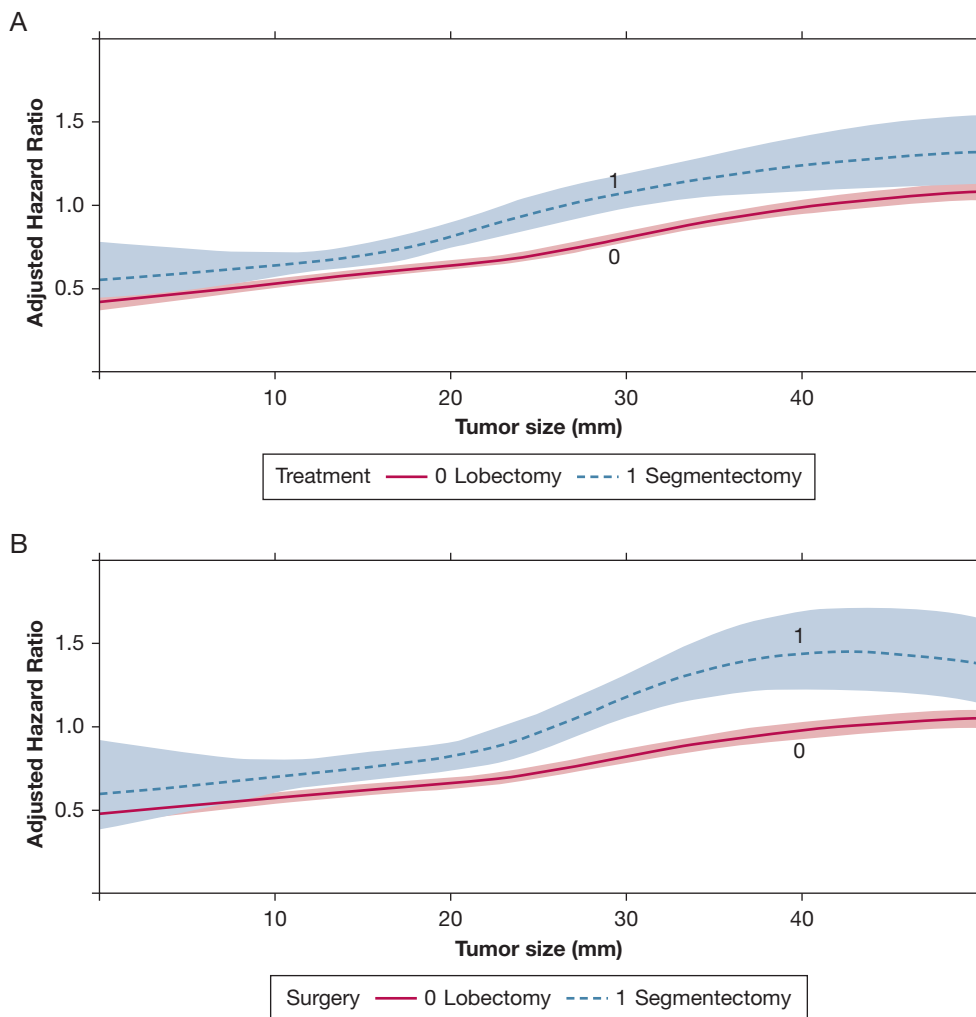 A
Adjusted Hazard Ratio
1.5
1.0
0.5
1
0
10 20 30 40
Tumor size (mm)
Treatment 0 Lobectomy 1 Segmentectomy
B
Adjusted Hazard Ratio
1.5
1.0
0.5
1
0
10 20 30 40
Tumor size (mm)
Surgery 0 Lobectomy 1 Segmentectomy